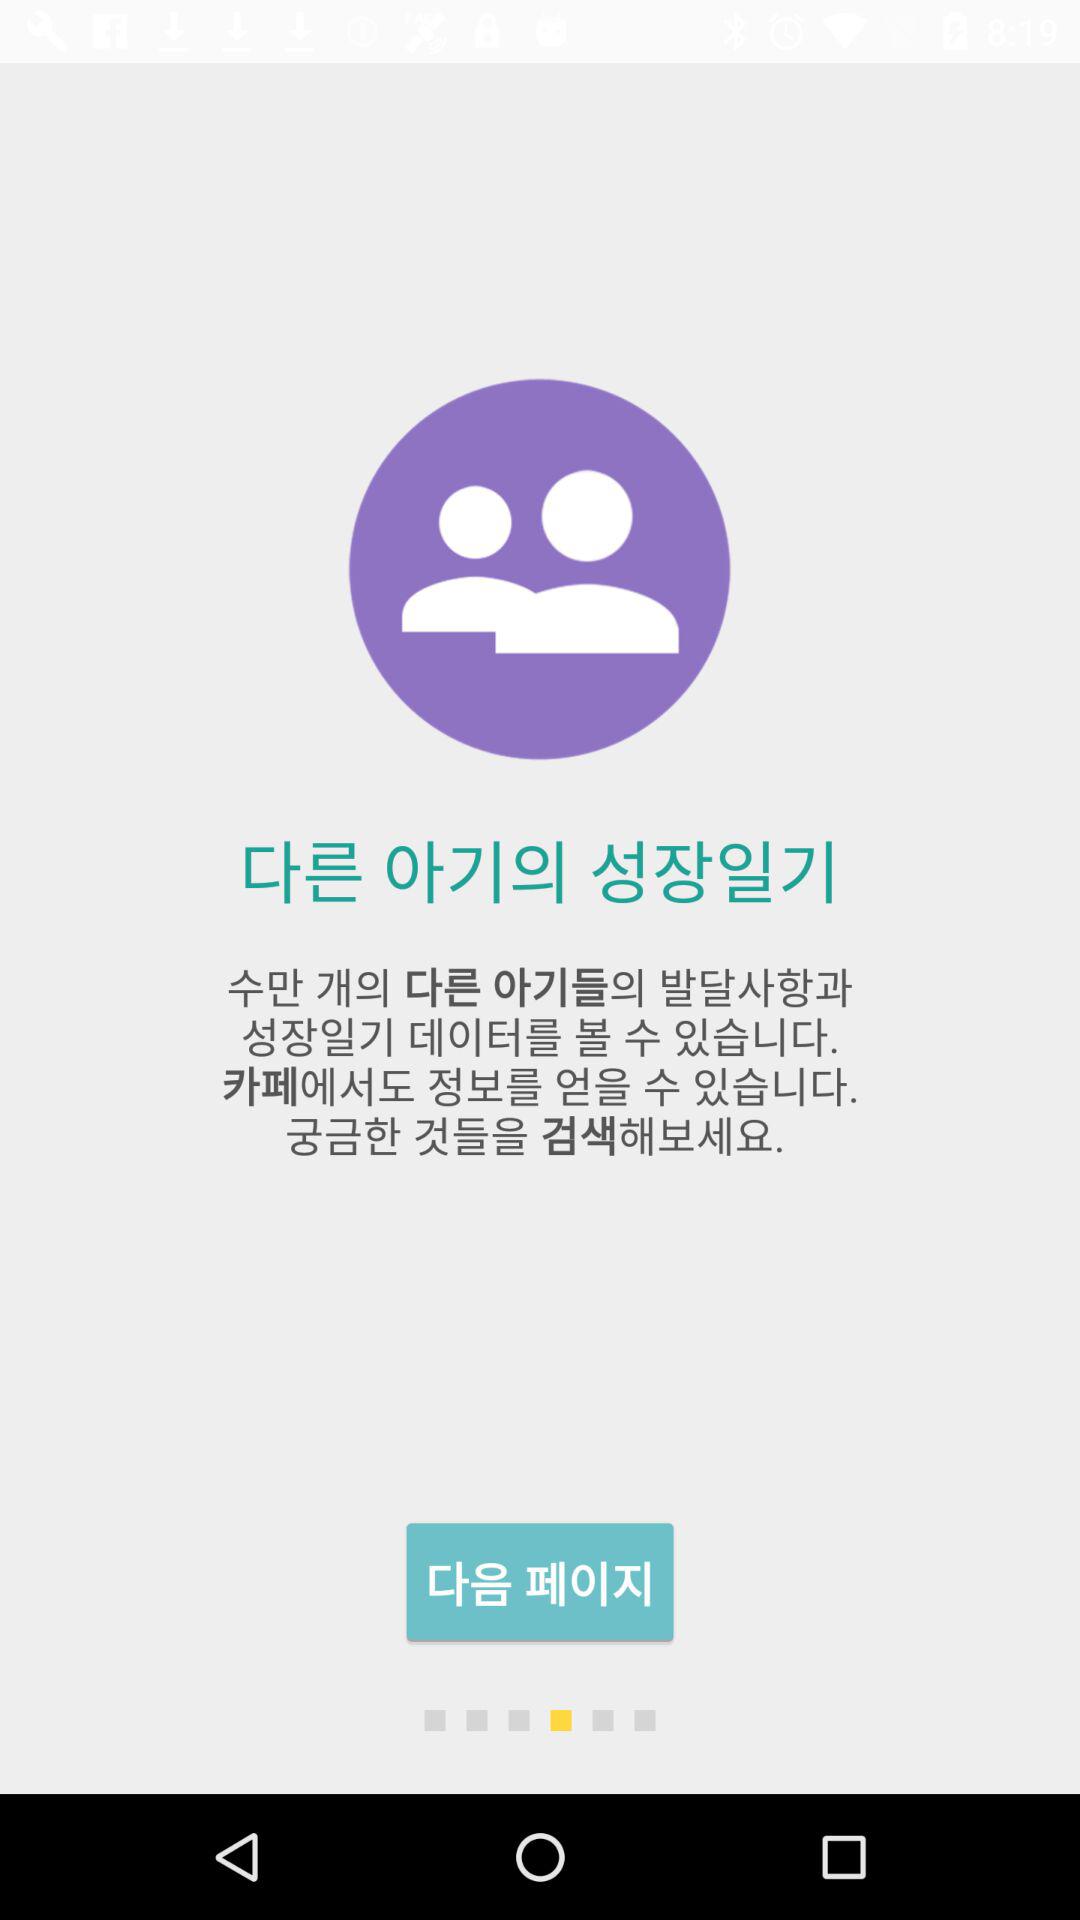 8:19
다른 아기의 성장일기
수만 개의 다른 아기들의 발달사항과
성장일기 데이터를 볼 수 있습니다.
카페에서도 정보를 얻을 수 있습니다.
궁금한 것들을 검색해보세요.
다음 페이지